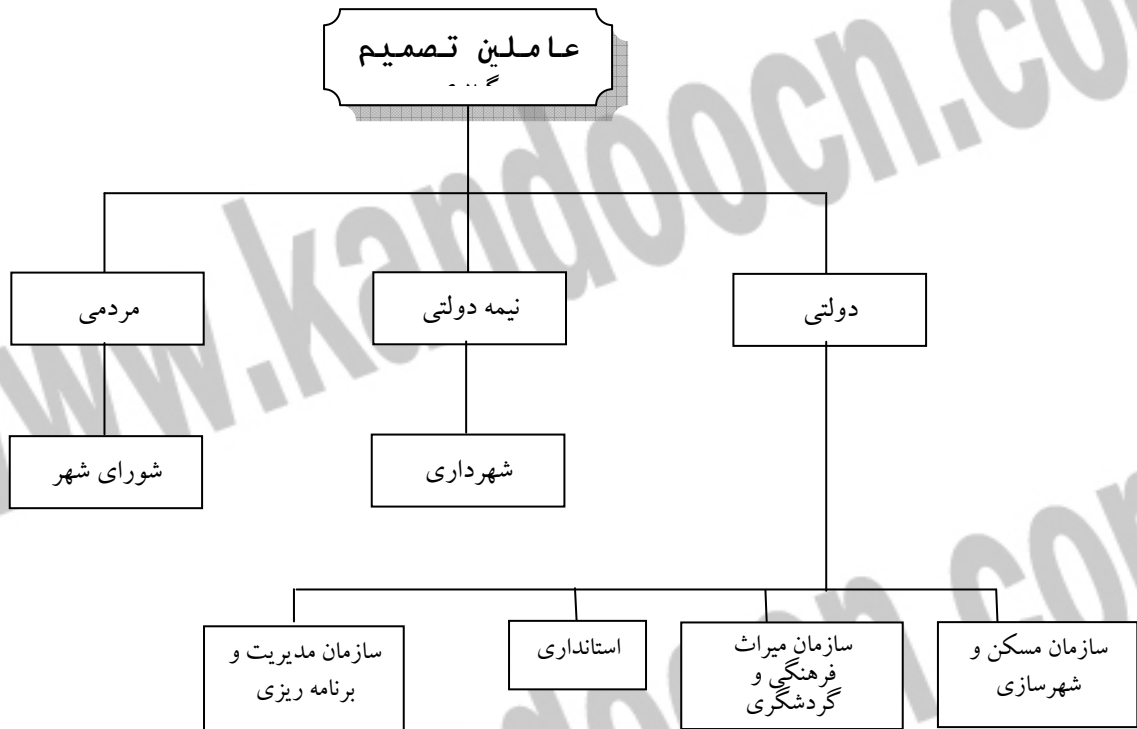 عاملین تصمیم
دولتی
نیمه دولتی
مردمی
شهرداری
شورای شهر
سازمان مسکن و
شهرسازی
سازمان میراث
فرهنگی و
گردشگری
استانداری
سازمان مدیریت و
برنامه ریزی
www.kandoocn.com